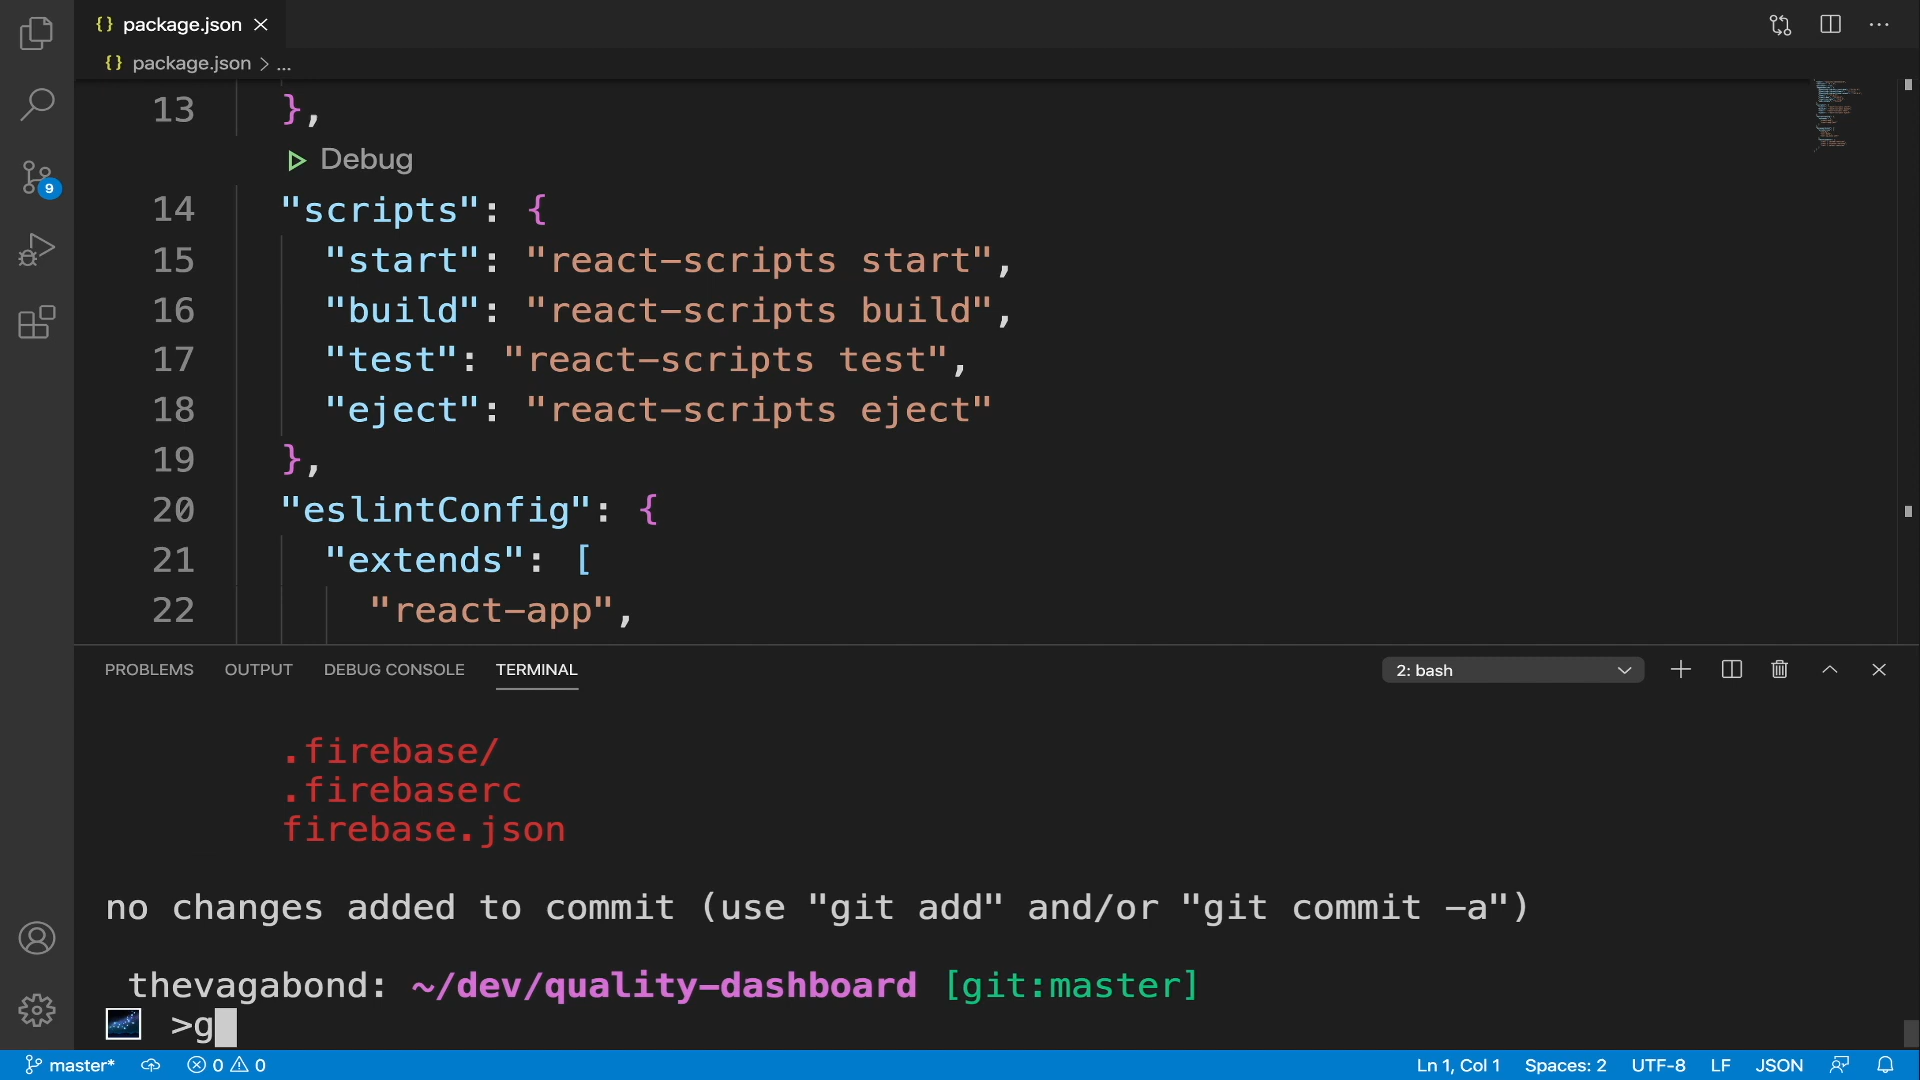 {} package.json
{} package.json > ...
13 },
Debug
14 "scripts": {
9
15 "start": "react-scripts start",
16 "build": "react-scripts build",
17 "test": "react-scripts test",
18 "eject": "react-scripts eject"
19 },
20 "eslintConfig": {
21 "extends": [
22 "react-app",
PROBLEMS OUTPUT DEBUG CONSOLE TERMINAL 2: bash
.firebase/
.firebaserc
firebase.json
no changes added to commit (use "git add" and/or "git commit -a")
thevagabond: ~/dev/quality-dashboard [git:master]
>g
master* 0 0 Ln 1, Col 1 Spaces: 2 UTF-8 LF JSON